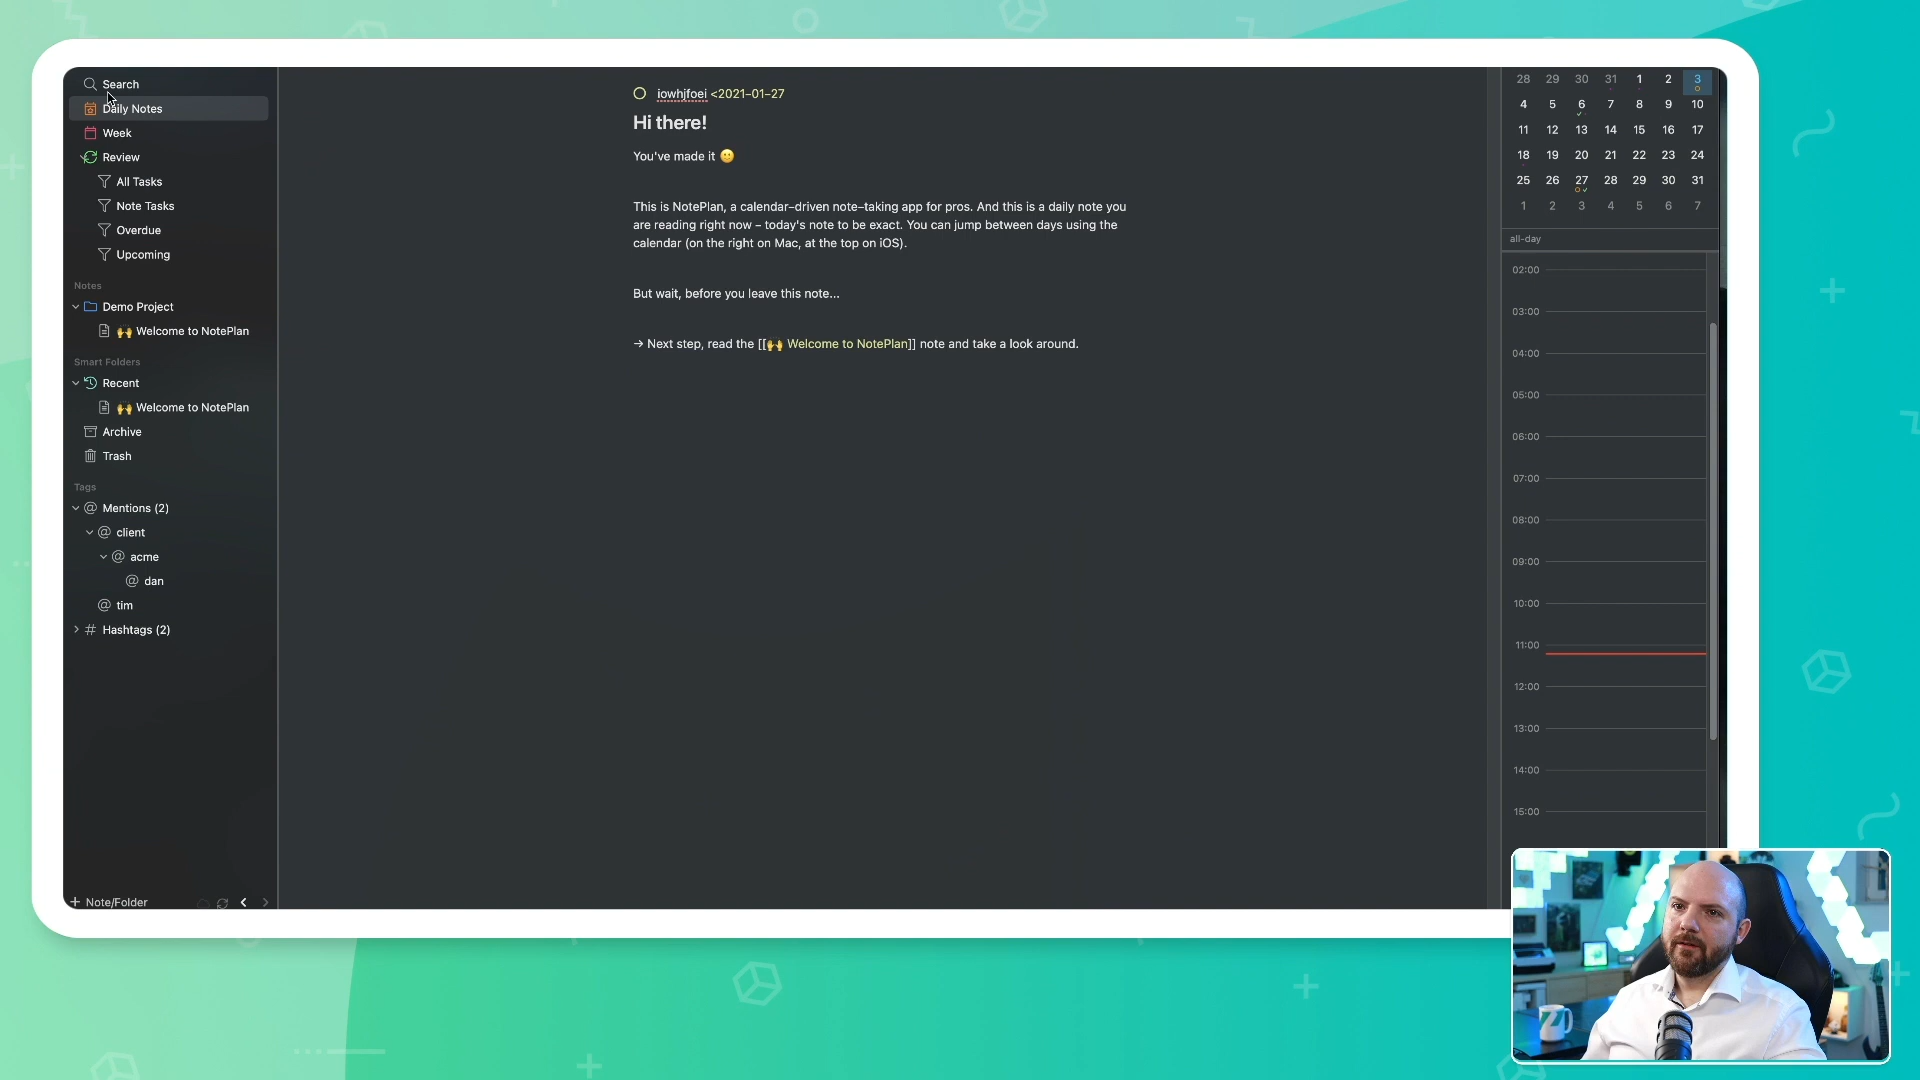 Search
Daily Notes
Week
Review
All Tasks
Note Tasks
Overdue
Upcoming
Notes
Demo Project
🙌 Welcome to NotePlan
Smart Folders
Recent
🙌 Welcome to NotePlan
Archive
Trash
Tags
Mentions (2)
@ client
@ acme
@ dan
@ tim
# Hashtags (2)
+ Note/Folder
iowhjfoei <2021-01-27
Hi there!
You've made it 🙂
This is NotePlan, a calendar-driven note-taking app for pros. And this is a daily note you
are reading right now – today's note to be exact. You can jump between days using the
calendar (on the right on Mac, at the top on iOS).
But wait, before you leave this note...
→ Next step, read the [[🙌 Welcome to NotePlan]] note and take a look around.
28 29 30 31 1 2 3
4 5 6 7 8 9 10
11 12 13 14 15 16 17
18 19 20 21 22 23 24
25 26 27 28 29 30 31
1 2 3 4 5 6 7
all-day
02:00
03:00
04:00
05:00
06:00
07:00
08:00
09:00
10:00
11:00
12:00
13:00
14:00
15:00